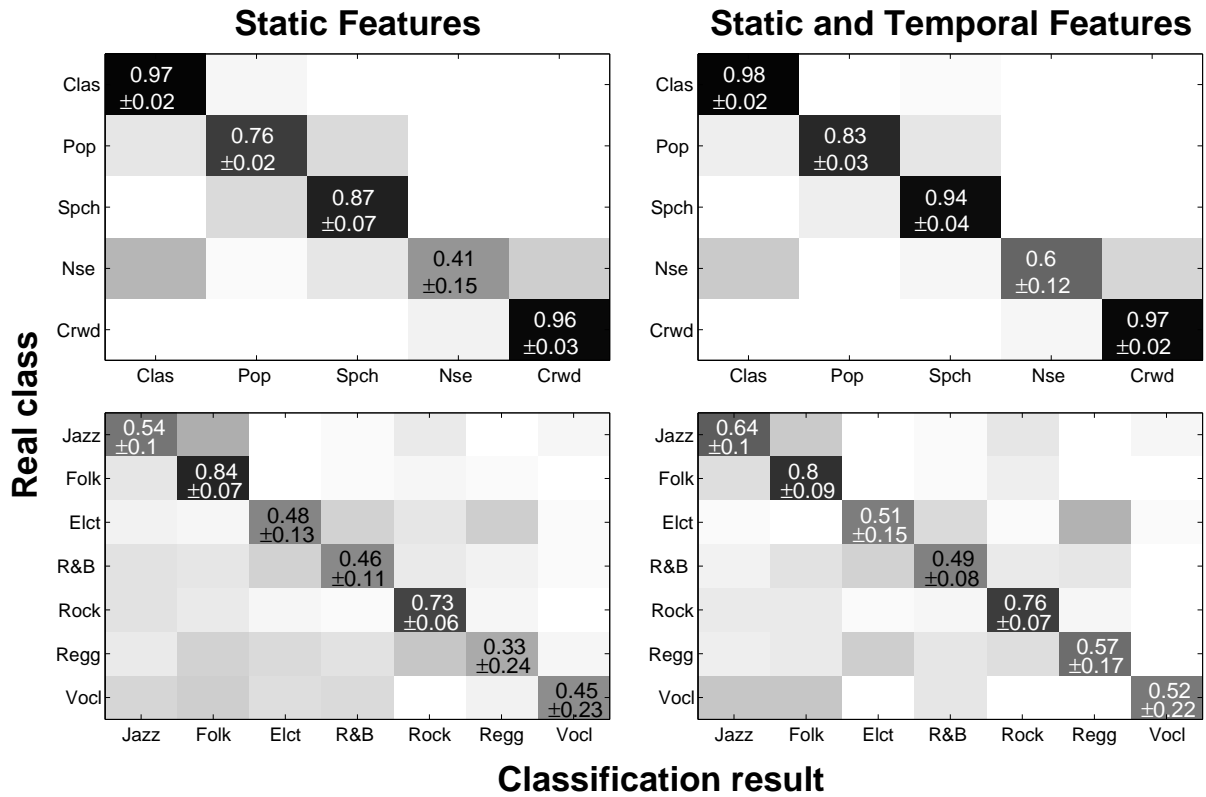 Static Features
Static and Temporal Features
Real class
Clas
0.97
±0.02
Pop
0.76
±0.02
Spch
0.87
±0.07
Nse
0.41
±0.15
Crwd
0.96
±0.03
Clas Pop Spch Nse Crwd
Clas
0.98
±0.02
Pop
0.83
±0.03
Spch
0.94
±0.04
Nse
0.6
±0.12
Crwd
0.97
±0.02
Clas Pop Spch Nse Crwd
Jazz
0.54
±0.1
Folk
0.84
±0.07
Elct
0.48
±0.13
R&B
0.46
±0.11
Rock
0.73
±0.06
Regg
0.33
±0.24
Vocl
0.45
±0.23
Jazz Folk Elct R&B Rock Regg Vocl
Jazz
0.64
±0.1
Folk
0.8
±0.09
Elct
0.51
±0.15
R&B
0.49
±0.08
Rock
0.76
±0.07
Regg
0.57
±0.17
Vocl
0.52
±0.22
Jazz Folk Elct R&B Rock Regg Vocl
Classification result